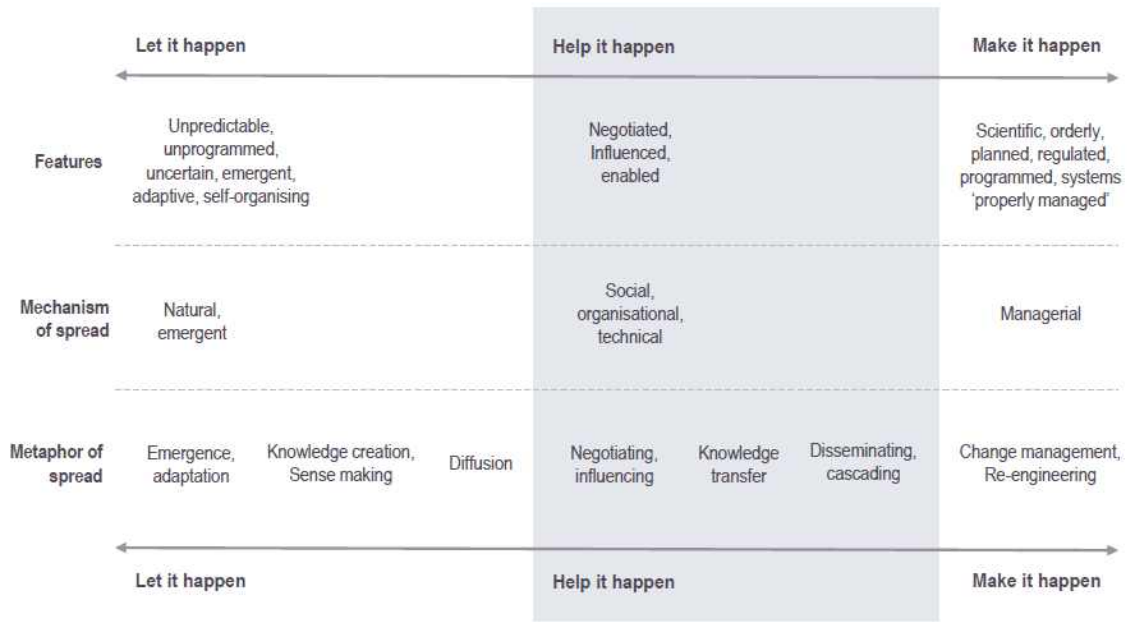 Let it happen
Help it happen
Make it happen
Features
Unpredictable,
unprogrammed,
uncertain, emergent,
adaptive, self-organising
Negotiated,
Influenced,
enabled
Scientific, orderly,
planned, regulated,
programmed, systems
‘properly managed’
Mechanism
of spread
Natural,
emergent
Social,
organisational,
technical
Managerial
Metaphor of
spread
Emergence,
adaptation
Knowledge creation,
Sense making
Diffusion
Negotiating,
influencing
Knowledge
transfer
Disseminating,
cascading
Change management,
Re-engineering
Let it happen
Help it happen
Make it happen